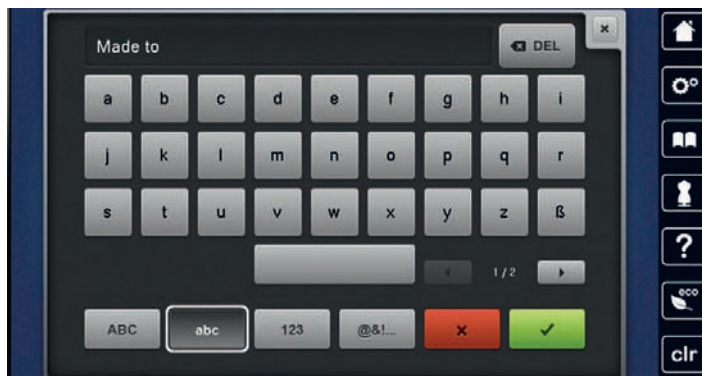 Made to
DEL
a b c d e f g h i
j k l m n o p q r
s t u v w x y z ß
1/2
ABC abc 123 @&!...
?
eco
clr